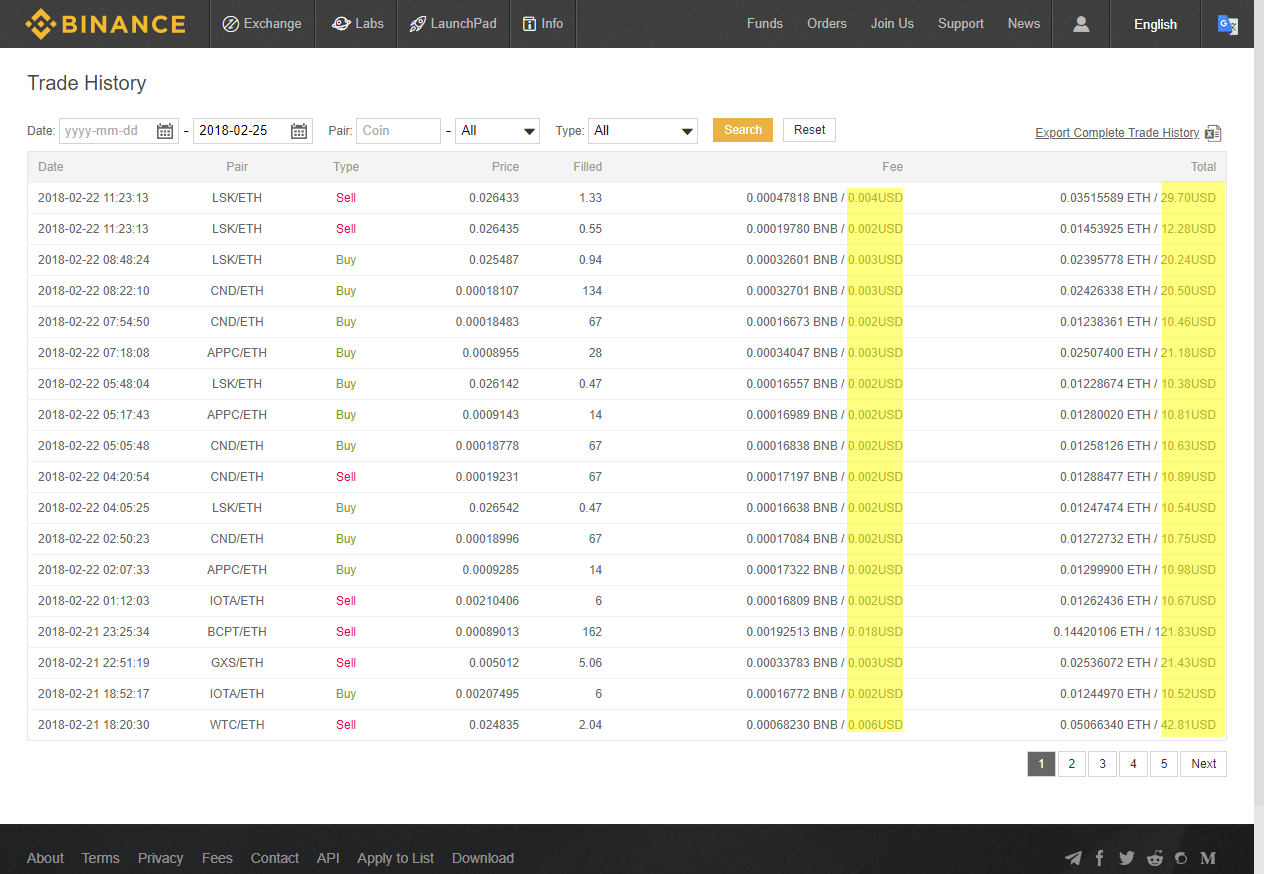 BINANCE Exchange Labs LaunchPad Info Funds Orders Join Us Support News English
Trade History
Date: yyyy-mm-dd - 2018-02-25 Pair: Coin - All Type: All Search Reset Export Complete Trade History
Date Pair Type Price Filled Fee Total
2018-02-22 11:23:13 LSK/ETH Sell 0.026433 1.33 0.00047818 BNB / 0.004USD 0.03515589 ETH / 29.70USD
2018-02-22 11:23:13 LSK/ETH Sell 0.026435 0.55 0.00019780 BNB / 0.002USD 0.01453925 ETH / 12.28USD
2018-02-22 08:48:24 LSK/ETH Buy 0.025487 0.94 0.00032601 BNB / 0.003USD 0.02395778 ETH / 20.24USD
2018-02-22 08:22:10 CND/ETH Buy 0.00018107 134 0.00032701 BNB / 0.003USD 0.02426338 ETH / 20.50USD
2018-02-22 07:54:50 CND/ETH Buy 0.00018483 67 0.00016673 BNB / 0.002USD 0.01238361 ETH / 10.46USD
2018-02-22 07:18:08 APPC/ETH Buy 0.0008955 28 0.00034047 BNB / 0.003USD 0.02507400 ETH / 21.18USD
2018-02-22 05:48:04 LSK/ETH Buy 0.026142 0.47 0.00016557 BNB / 0.002USD 0.01228674 ETH / 10.38USD
2018-02-22 05:17:43 APPC/ETH Buy 0.0009143 14 0.00016989 BNB / 0.002USD 0.01280020 ETH / 10.81USD
2018-02-22 05:05:48 CND/ETH Buy 0.00018778 67 0.00016838 BNB / 0.002USD 0.01258126 ETH / 10.63USD
2018-02-22 04:20:54 CND/ETH Sell 0.00019231 67 0.00017197 BNB / 0.002USD 0.01288477 ETH / 10.89USD
2018-02-22 04:05:25 LSK/ETH Buy 0.026542 0.47 0.00016638 BNB / 0.002USD 0.01247474 ETH / 10.54USD
2018-02-22 02:50:23 CND/ETH Buy 0.00018996 67 0.00017084 BNB / 0.002USD 0.01272732 ETH / 10.75USD
2018-02-22 02:07:33 APPC/ETH Buy 0.0009285 14 0.00017322 BNB / 0.002USD 0.01299900 ETH / 10.98USD
2018-02-22 01:12:03 IOTA/ETH Sell 0.00210406 6 0.00016809 BNB / 0.002USD 0.01262436 ETH / 10.67USD
2018-02-21 23:25:34 BCPT/ETH Sell 0.00089013 162 0.00192513 BNB / 0.018USD 0.14420106 ETH / 121.83USD
2018-02-21 22:51:19 GXS/ETH Sell 0.005012 5.06 0.00033783 BNB / 0.003USD 0.02536072 ETH / 21.43USD
2018-02-21 18:52:17 IOTA/ETH Buy 0.00207495 6 0.00016772 BNB / 0.002USD 0.01244970 ETH / 10.52USD
2018-02-21 18:20:30 WTC/ETH Sell 0.024835 2.04 0.00068230 BNB / 0.006USD 0.05066340 ETH / 42.81USD
1 2 3 4 5 Next
About Terms Privacy Fees Contact API Apply to List Download